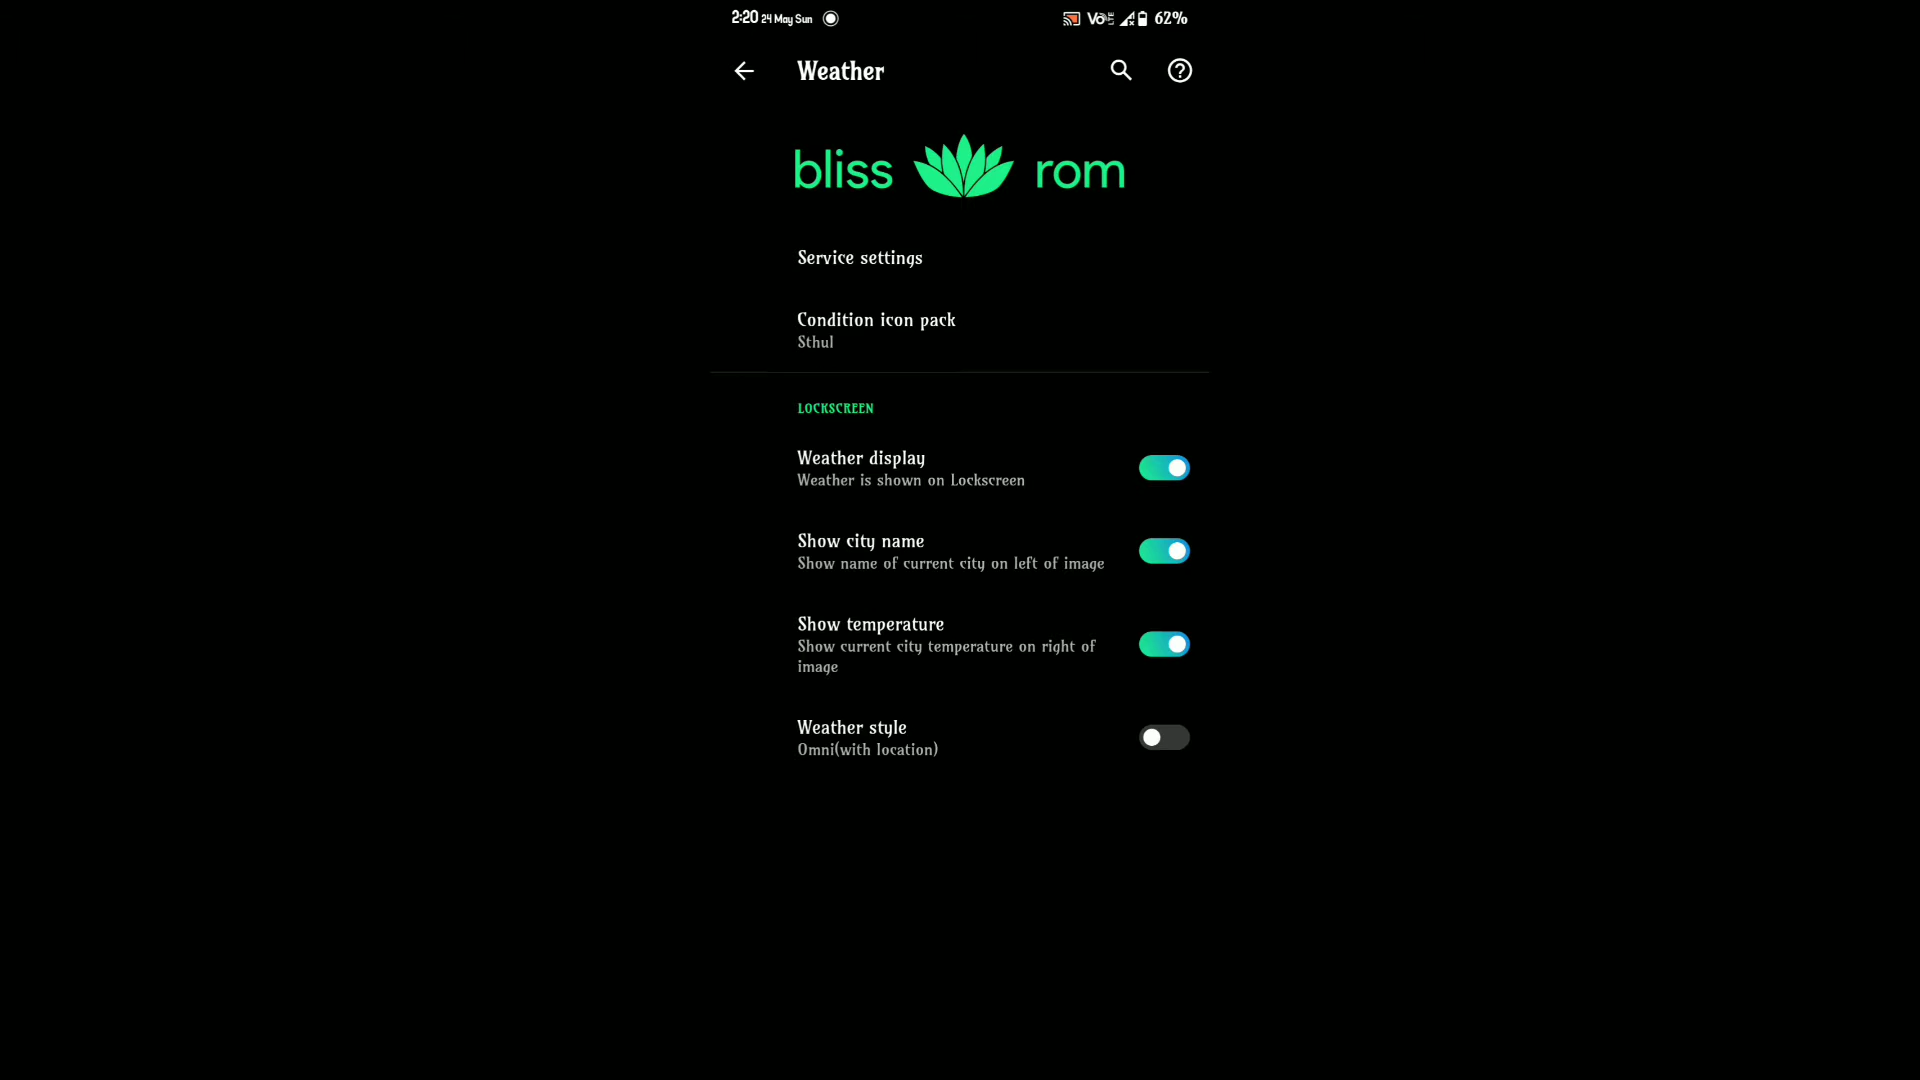 2:20 24 May Sun Vo LTE 62%
Weather
bliss rom
Service settings
Condition icon pack
Sthul
LOCKSCREEN
Weather display
Weather is shown on Lockscreen
Show city name
Show name of current city on left of image
Show temperature
Show current city temperature on right of
image
Weather style
Omni(with location)